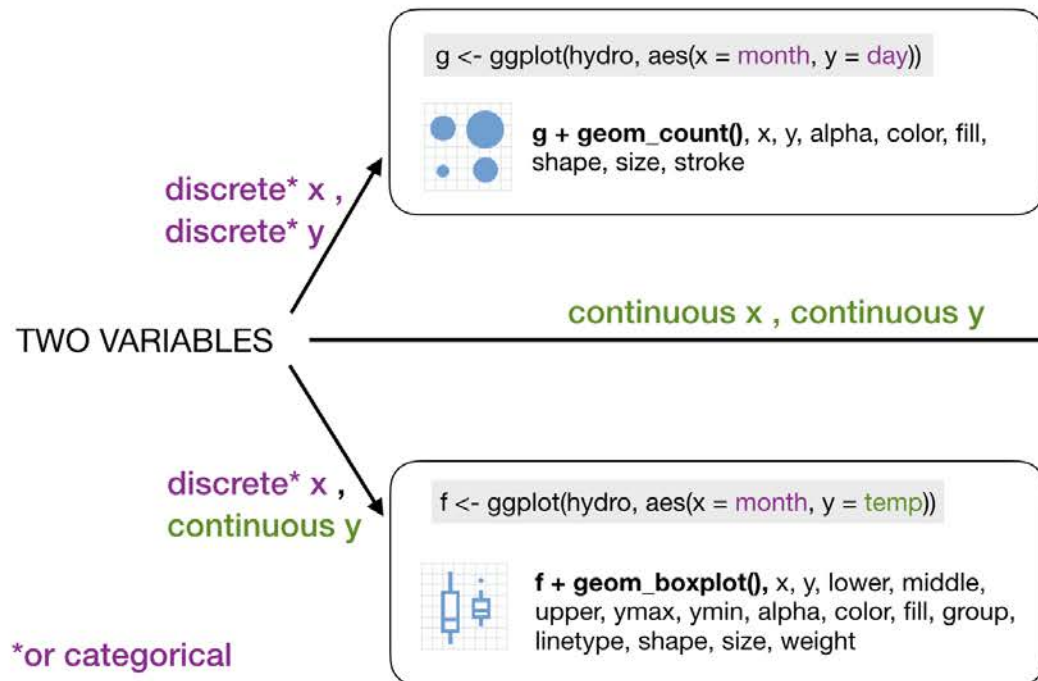 g <- ggplot(hydro, aes(x = month, y = day))
g + geom_count(), x, y, alpha, color, fill,
shape, size, stroke
discrete* x ,
discrete* y
continuous x , continuous y
TWO VARIABLES
discrete* x ,
continuous y
f <- ggplot(hydro, aes(x = month, y = temp))
f + geom_boxplot(), x, y, lower, middle,
upper, ymax, ymin, alpha, color, fill, group,
linetype, shape, size, weight
*or categorical